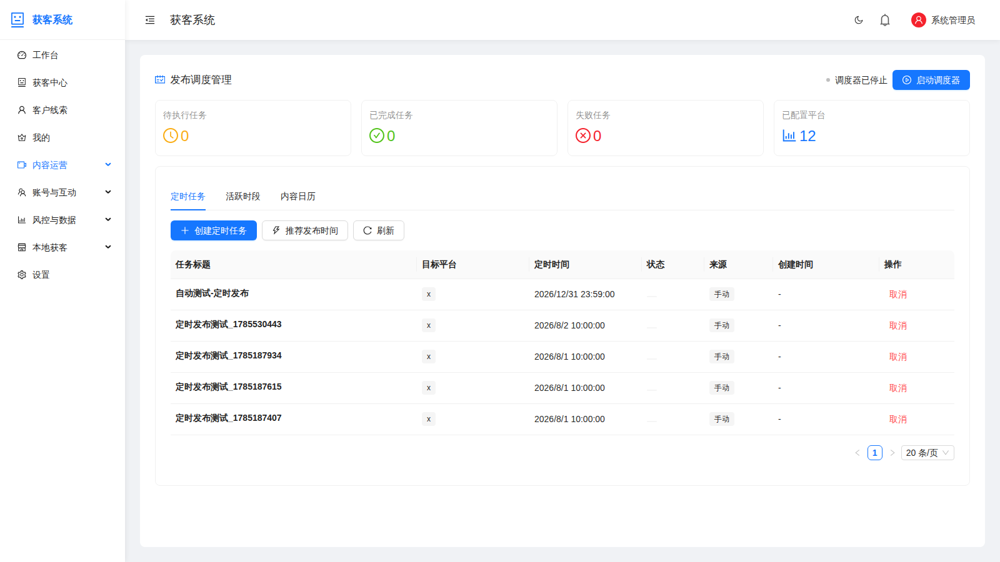 获客系统
获客系统
系统管理员
工作台
获客中心
客户线索
我的
内容运营
账号与互动
风控与数据
本地获客
设置
发布调度管理
调度器已停止
启动调度器
待执行任务
0
已完成任务
0
失败任务
0
已配置平台
12
定时任务 活跃时段 内容日历
创建定时任务 推荐发布时间 刷新
任务标题 目标平台 定时时间 状态 来源 创建时间 操作
自动测试-定时发布 x 2026/12/31 23:59:00 手动 - 取消
定时发布测试_1785530443 x 2026/8/2 10:00:00 手动 - 取消
定时发布测试_1785187934 x 2026/8/1 10:00:00 手动 - 取消
定时发布测试_1785187615 x 2026/8/1 10:00:00 手动 - 取消
定时发布测试_1785187407 x 2026/8/1 10:00:00 手动 - 取消
1 20 条/页